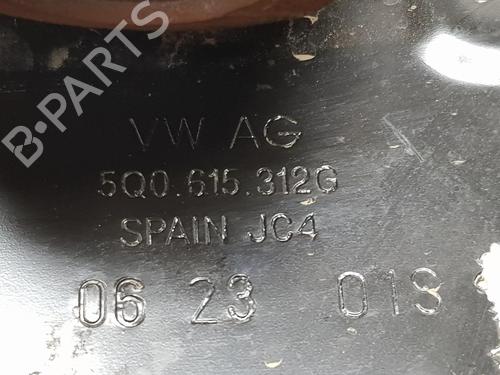 B-PARTS
VW AG
5Q0.615.312G
SPAIN JC4
06 23 01S